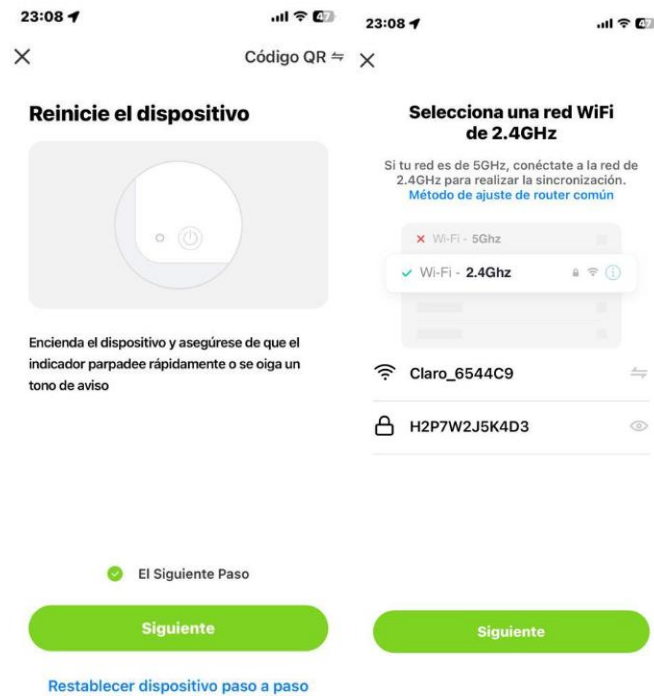 23:08
47
Código QR
Reinicie el dispositivo
Encienda el dispositivo y asegúrese de que el
indicador parpadee rápidamente o se oiga un
tono de aviso
El Siguiente Paso
Siguiente
Restablecer dispositivo paso a paso
23:08
47
Selecciona una red WiFi
de 2.4GHz
Si tu red es de 5GHz, conéctate a la red de
2.4GHz para realizar la sincronización.
Método de ajuste de router común
Wi-Fi - 5Ghz
Wi-Fi - 2.4Ghz
Claro_6544C9
H2P7W2J5K4D3
Siguiente